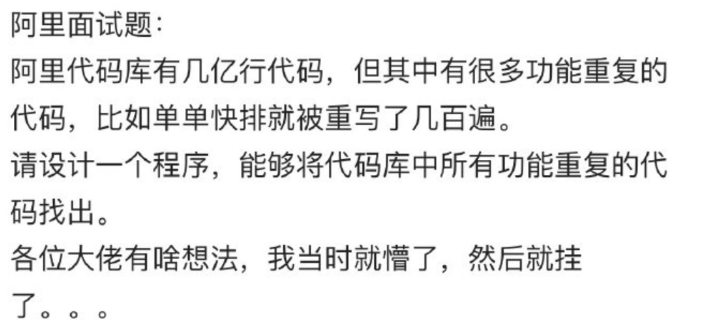 阿里面试题：
阿里代码库有几亿行代码，但其中有很多功能重复的
代码，比如单单快排就被重写了几百遍。
请设计一个程序，能够将代码库中所有功能重复的代
码找出。
各位大佬有啥想法，我当时就懵了，然后就挂
了。。。